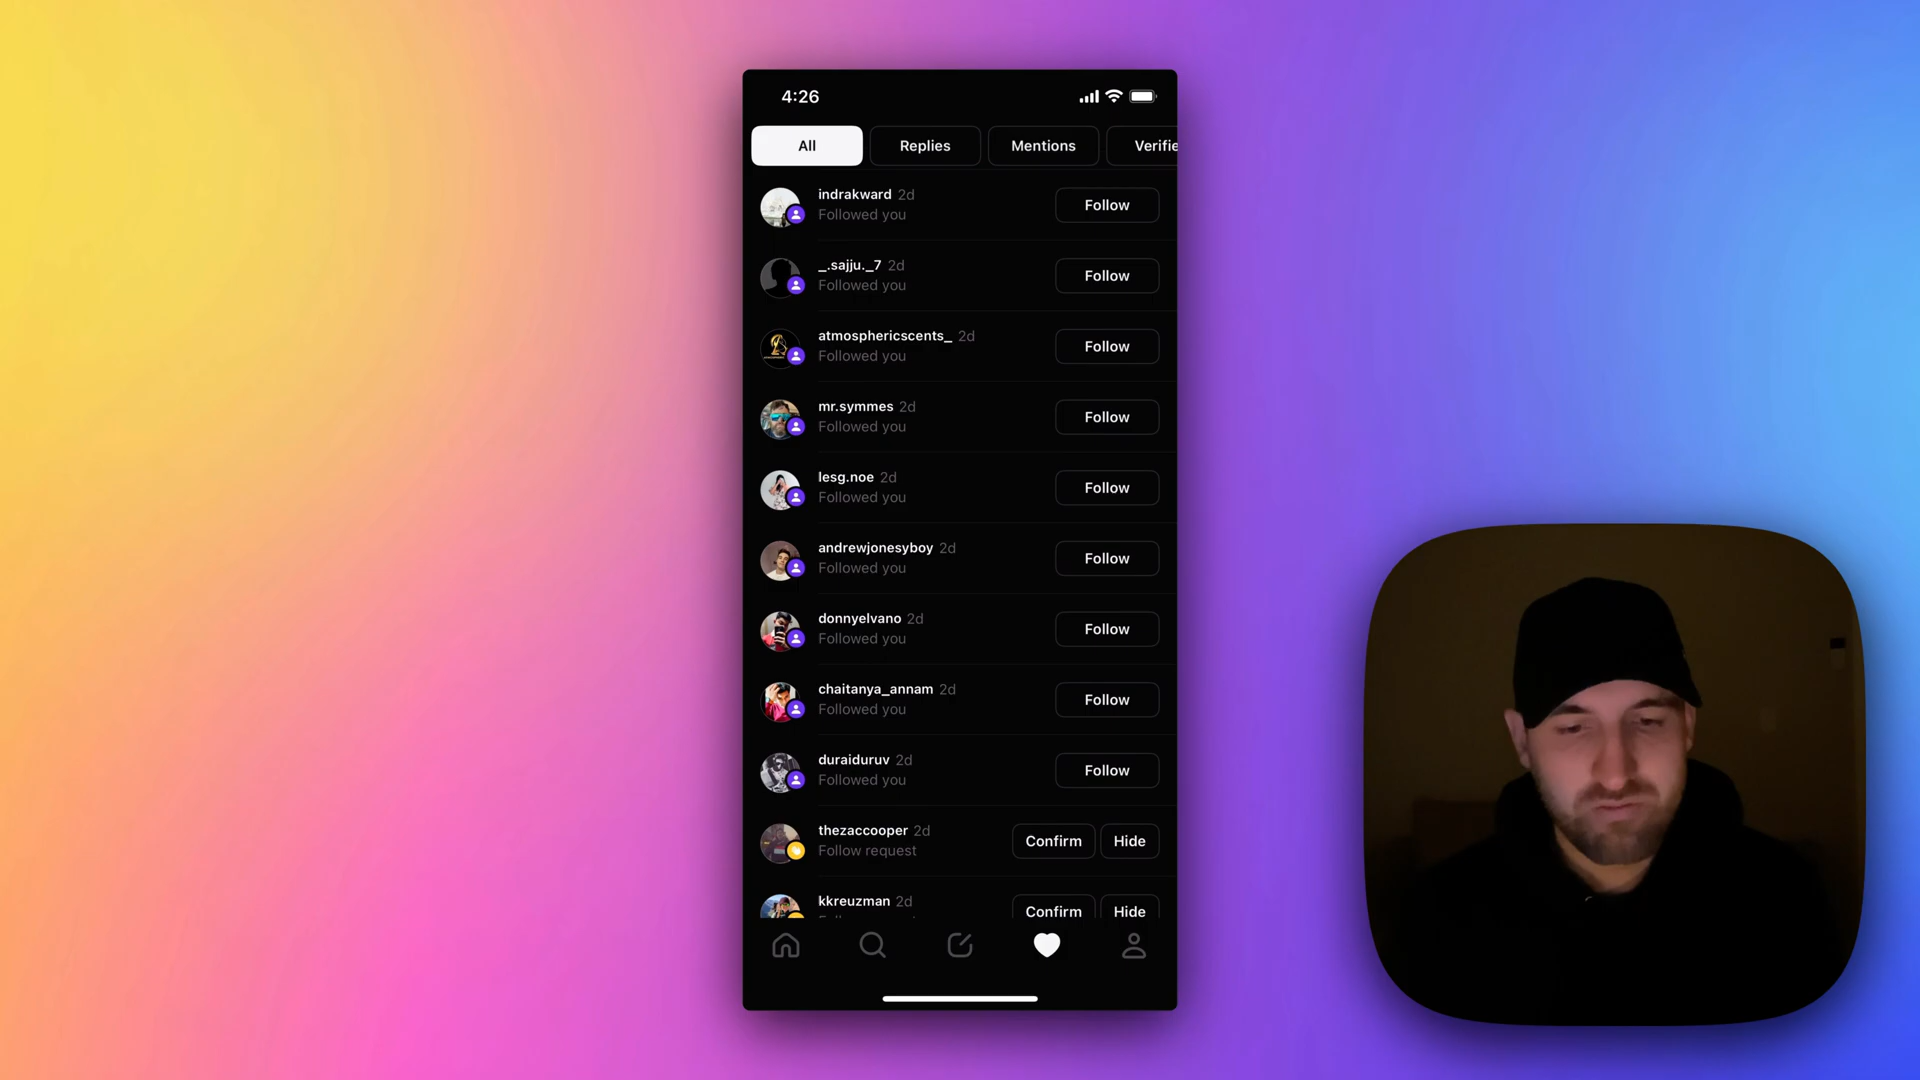 4:26
All
Replies
Mentions
Verifie
indrakward 2d
Followed you
Follow
_.sajju._7 2d
Followed you
Follow
atmosphericscents_ 2d
Followed you
Follow
mr.symmes 2d
Followed you
Follow
lesg.noe 2d
Followed you
Follow
andrewjonesyboy 2d
Followed you
Follow
donnyelvano 2d
Followed you
Follow
chaitanya_annam 2d
Followed you
Follow
duraiduruv 2d
Followed you
Follow
thezaccooper 2d
Follow request
Confirm
Hide
kkreuzman 2d
Confirm
Hide